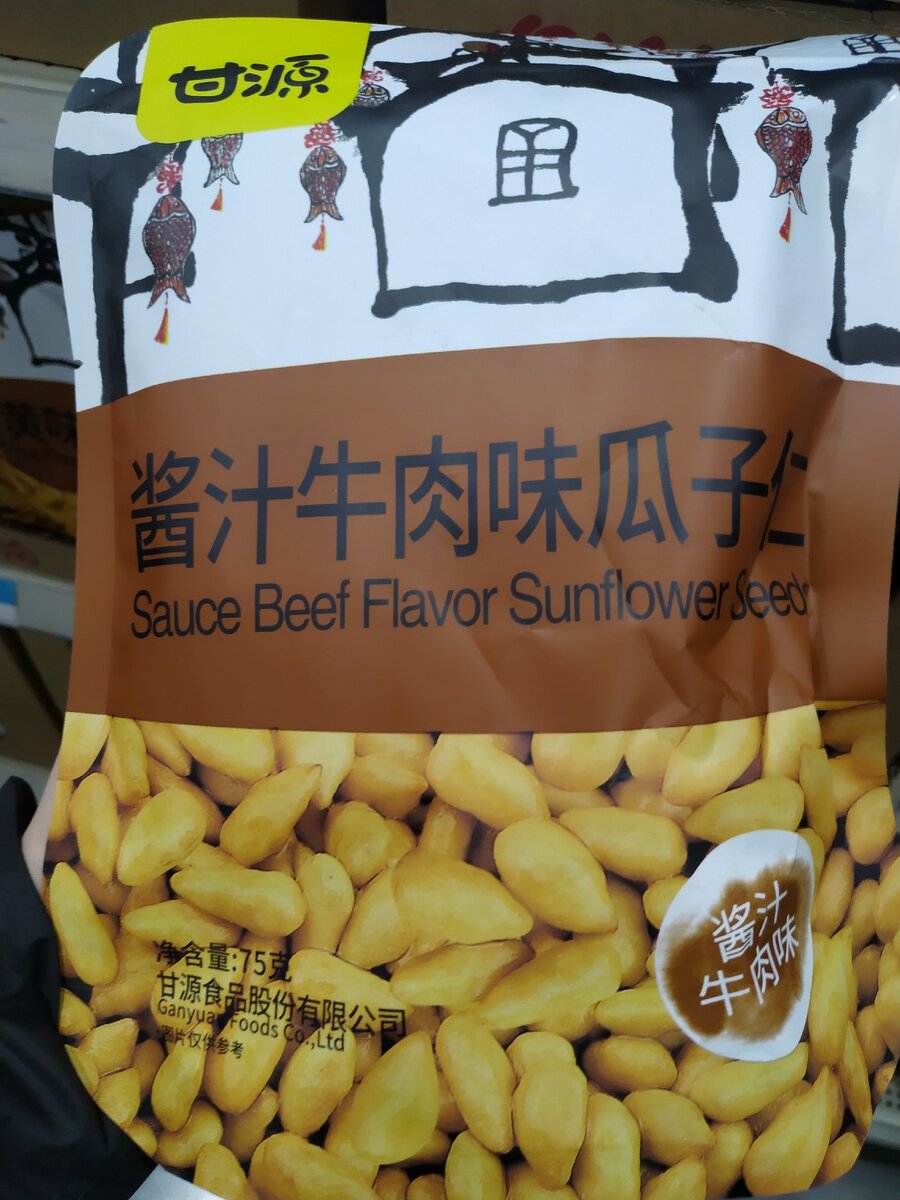 甘源
酱汁牛肉味瓜子仁
Sauce Beef Flavor Sunflower Seeds
酱汁
牛肉味
净含量:75克
甘源食品股份有限公司
Ganyuan Foods Co.,Ltd
*图片仅供参考
黄味